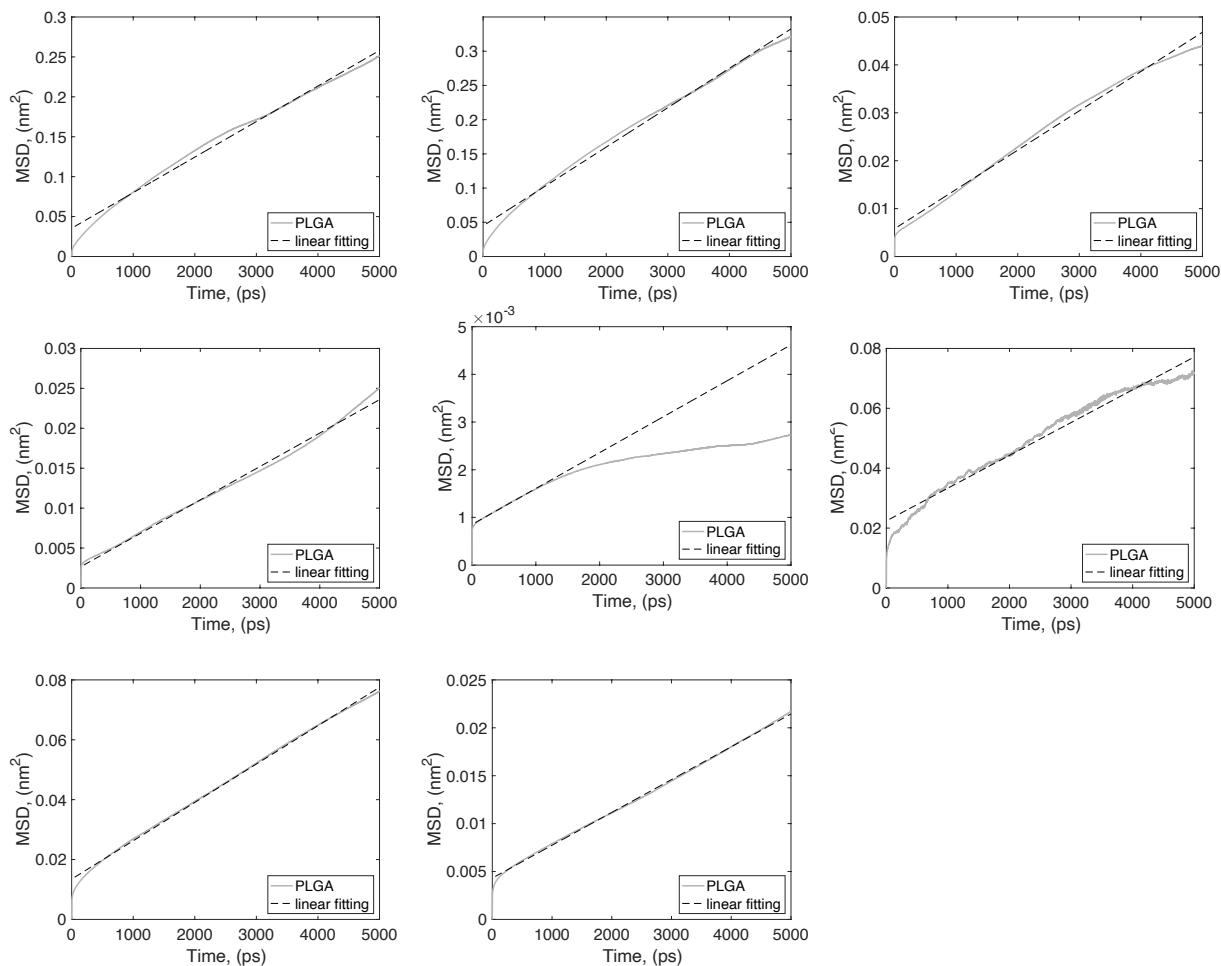 0.3
0.25
0.2
0.15
0.1
0.05
0
MSD, (nm²)
0 1000 2000 3000 4000 5000
Time, (ps)
PLGA
linear fitting
0.3
0.25
0.2
0.15
0.1
0.05
0
MSD, (nm²)
0 1000 2000 3000 4000 5000
Time, (ps)
PLGA
linear fitting
0.05
0.04
0.03
0.02
0.01
0
MSD, (nm²)
0 1000 2000 3000 4000 5000
Time, (ps)
PLGA
linear fitting
0.03
0.025
0.02
0.015
0.01
0.005
0
MSD, (nm²)
0 1000 2000 3000 4000 5000
Time, (ps)
PLGA
linear fitting
×10⁻³
5
4
3
2
1
0
MSD, (nm²)
0 1000 2000 3000 4000 5000
Time, (ps)
PLGA
linear fitting
0.08
0.06
0.04
0.02
0
MSD, (nm²)
0 1000 2000 3000 4000 5000
Time, (ps)
PLGA
linear fitting
0.08
0.06
0.04
0.02
0
MSD, (nm²)
0 1000 2000 3000 4000 5000
Time, (ps)
PLGA
linear fitting
0.025
0.02
0.015
0.01
0.005
0
MSD, (nm²)
0 1000 2000 3000 4000 5000
Time, (ps)
PLGA
linear fitting